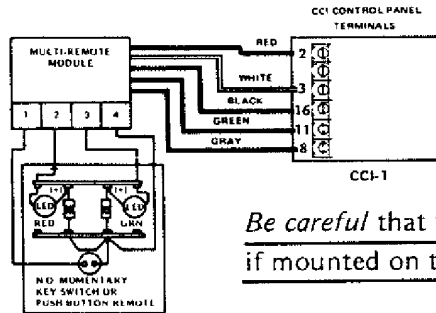 CCI CONTROL PANEL
TERMINALS
MULTI-REMOTE
MODULE
RED
2
WHITE
3
BLACK
16
GREEN
11
GRAY
8
1 2 3 4
CCI-1
(+) (+)
LED LED
RED GRN
N.O. MOMENTARY
KEY SWITCH OR
PUSH BUTTON REMOTE
Be careful that
if mounted on t